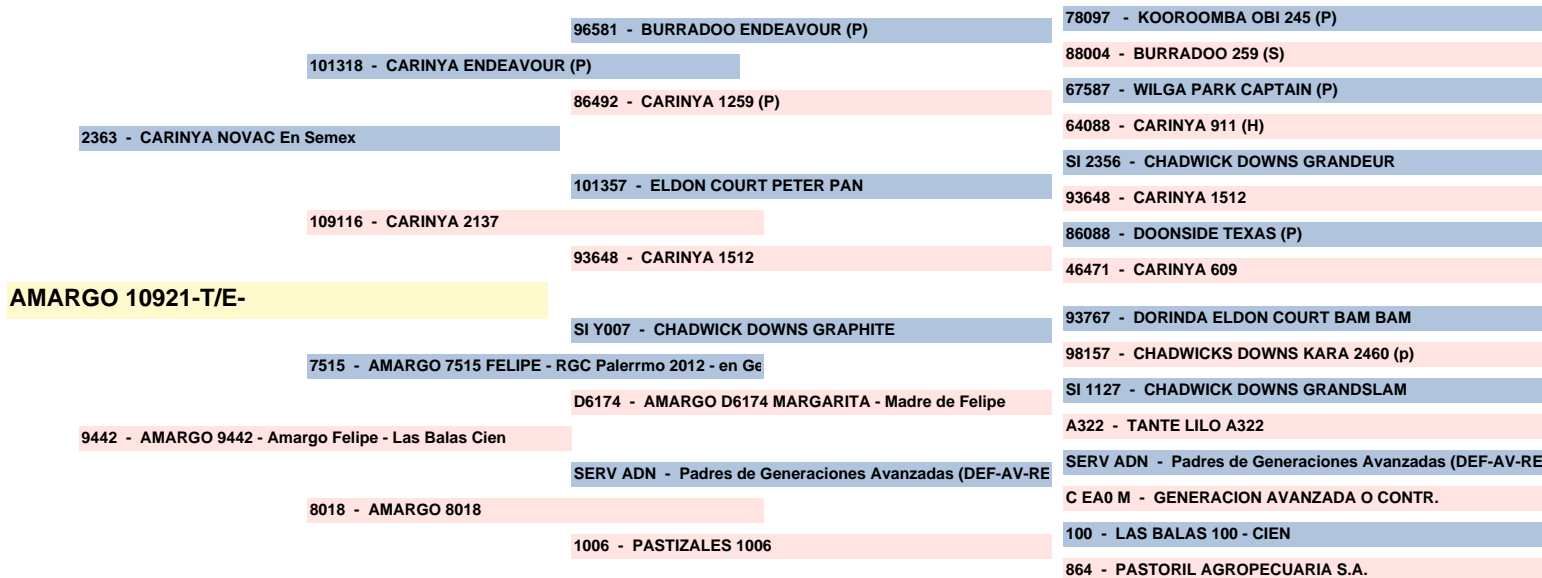 78097 - KOOROOMBA OBI 245 (P)
96581 - BURRADOO ENDEAVOUR (P)
88004 - BURRADOO 259 (S)
101318 - CARINYA ENDEAVOUR (P)
67587 - WILGA PARK CAPTAIN (P)
86492 - CARINYA 1259 (P)
64088 - CARINYA 911 (H)
2363 - CARINYA NOVAC En Semex
SI 2356 - CHADWICK DOWNS GRANDEUR
101357 - ELDON COURT PETER PAN
93648 - CARINYA 1512
109116 - CARINYA 2137
86088 - DOONSIDE TEXAS (P)
93648 - CARINYA 1512
46471 - CARINYA 609
AMARGO 10921-T/E-
93767 - DORINDA ELDON COURT BAM BAM
SI Y007 - CHADWICK DOWNS GRAPHITE
98157 - CHADWICKS DOWNS KARA 2460 (p)
7515 - AMARGO 7515 FELIPE - RGC Palerrmo 2012 - en Ge
SI 1127 - CHADWICK DOWNS GRANDSLAM
D6174 - AMARGO D6174 MARGARITA - Madre de Felipe
A322 - TANTE LILO A322
9442 - AMARGO 9442 - Amargo Felipe - Las Balas Cien
SERV ADN - Padres de Generaciones Avanzadas (DEF-AV-RE
SERV ADN - Padres de Generaciones Avanzadas (DEF-AV-RE
C EA0 M - GENERACION AVANZADA O CONTR.
8018 - AMARGO 8018
100 - LAS BALAS 100 - CIEN
1006 - PASTIZALES 1006
864 - PASTORIL AGROPECUARIA S.A.